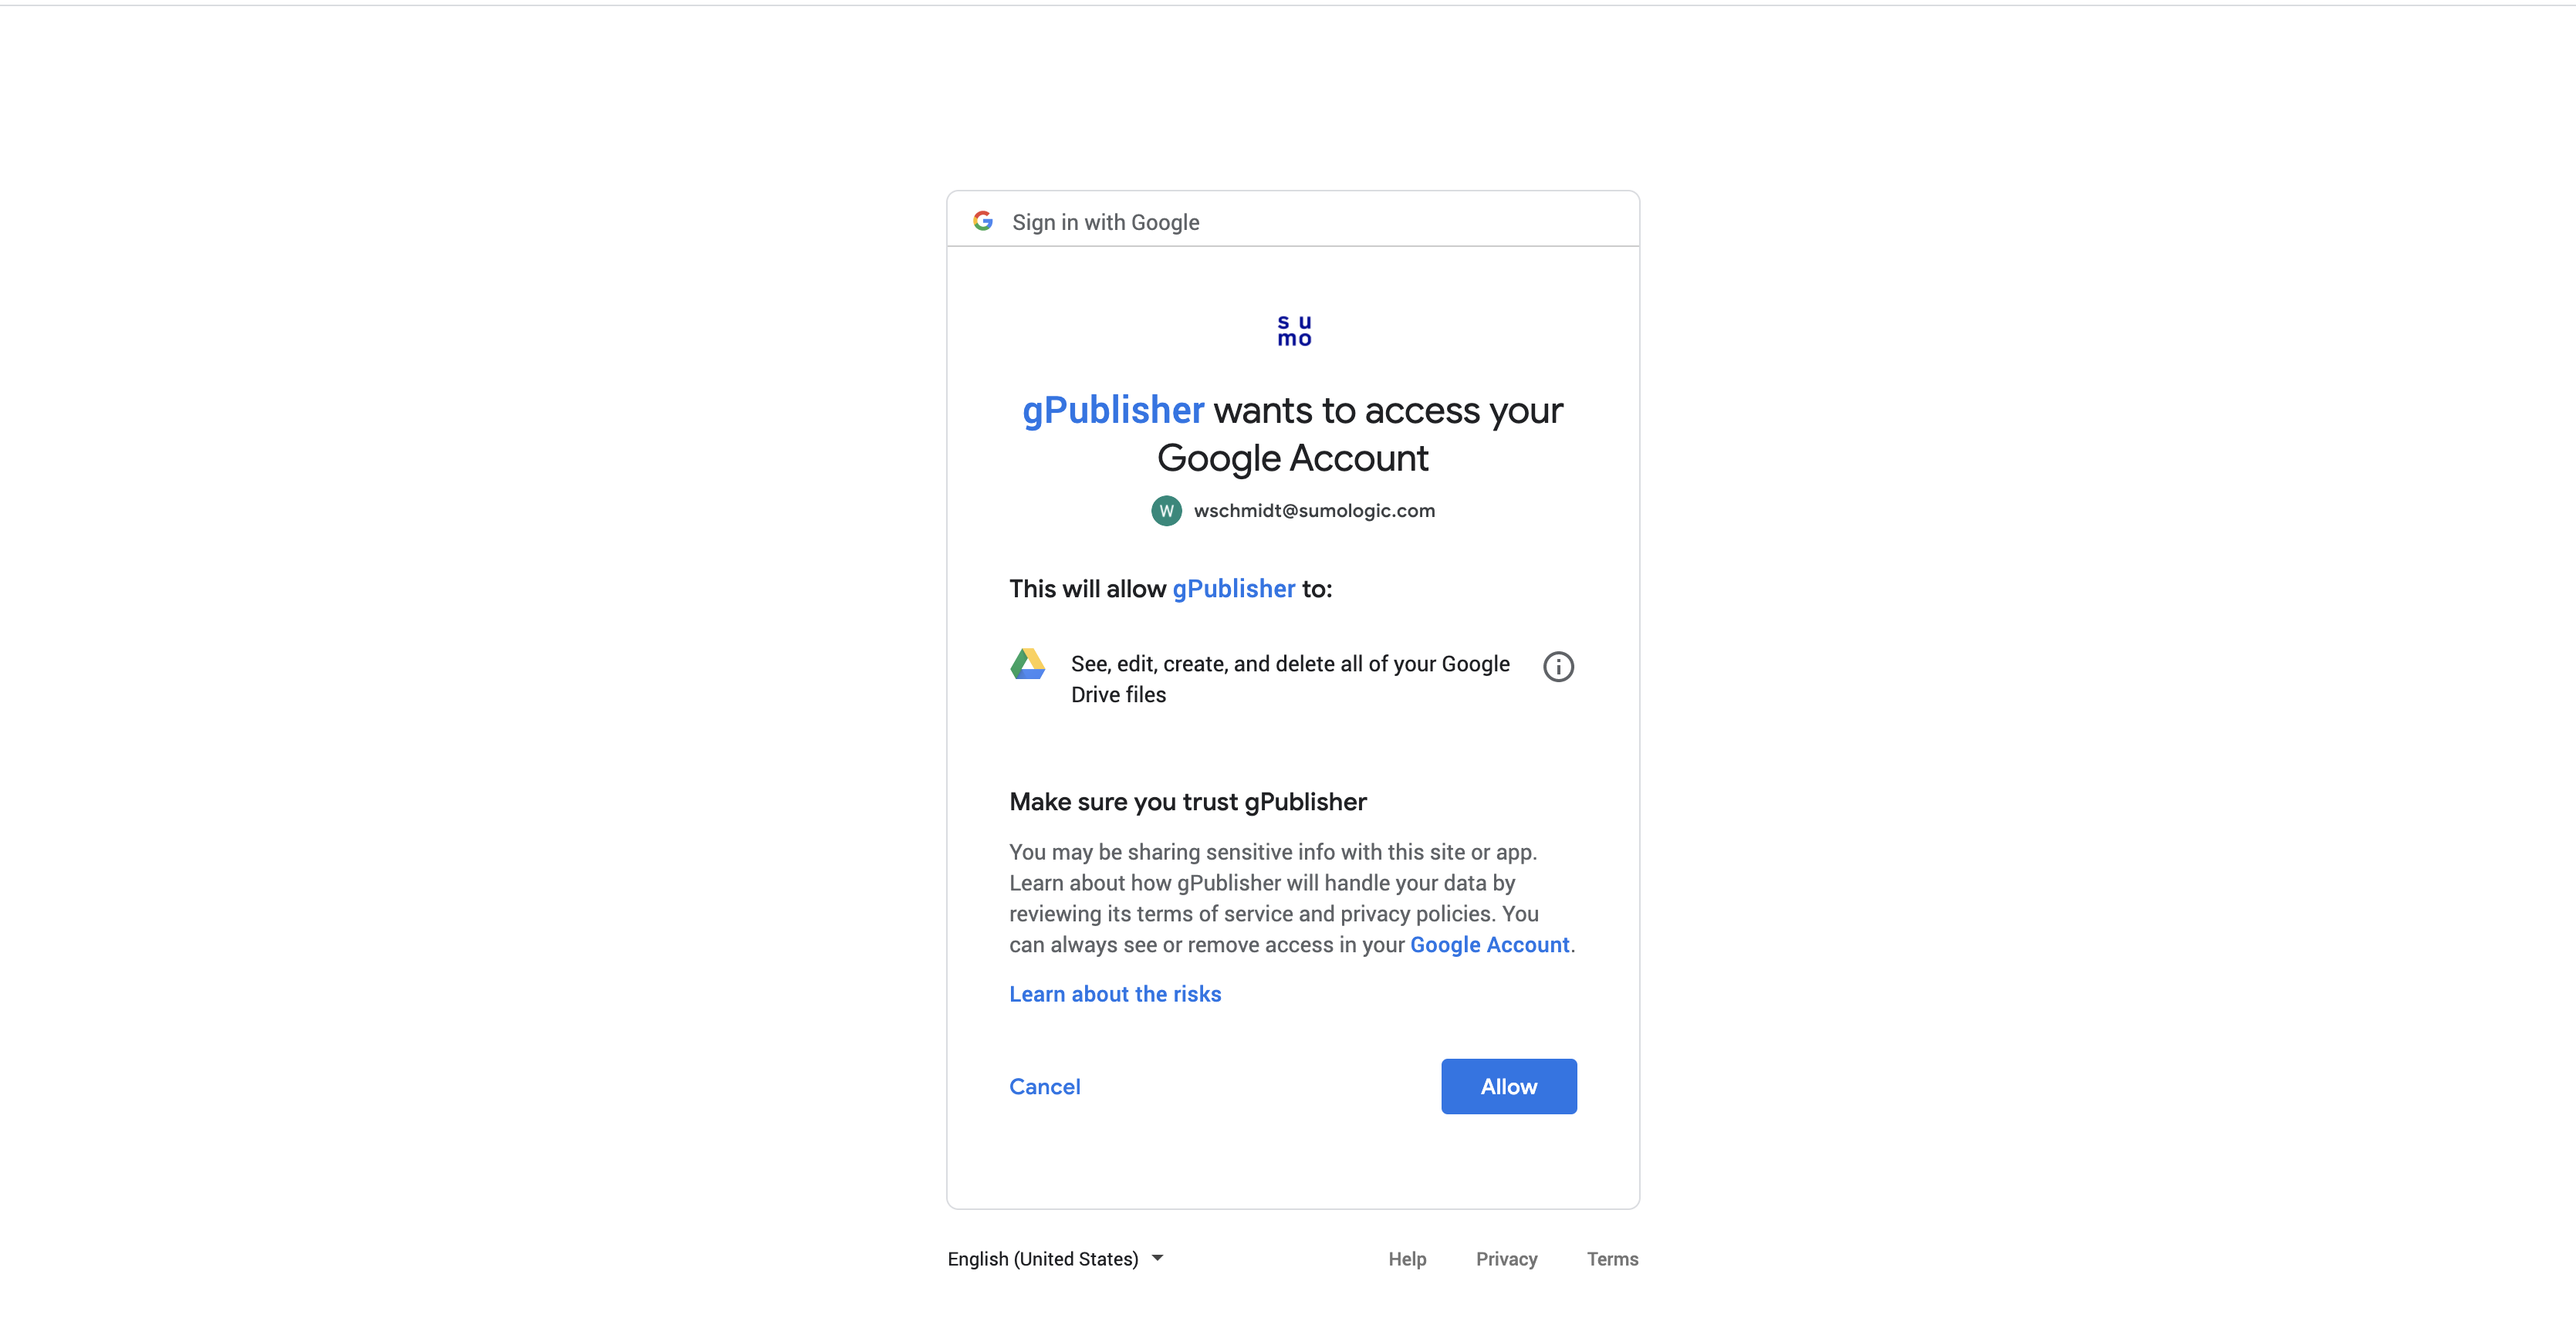 Sign in with Google
s u
mo
gPublisher wants to access your
Google Account
W wschmidt@sumologic.com
This will allow gPublisher to:
See, edit, create, and delete all of your Google
Drive files
Make sure you trust gPublisher
You may be sharing sensitive info with this site or app.
Learn about how gPublisher will handle your data by
reviewing its terms of service and privacy policies. You
can always see or remove access in your Google Account.
Learn about the risks
Cancel Allow
English (United States) Help Privacy Terms